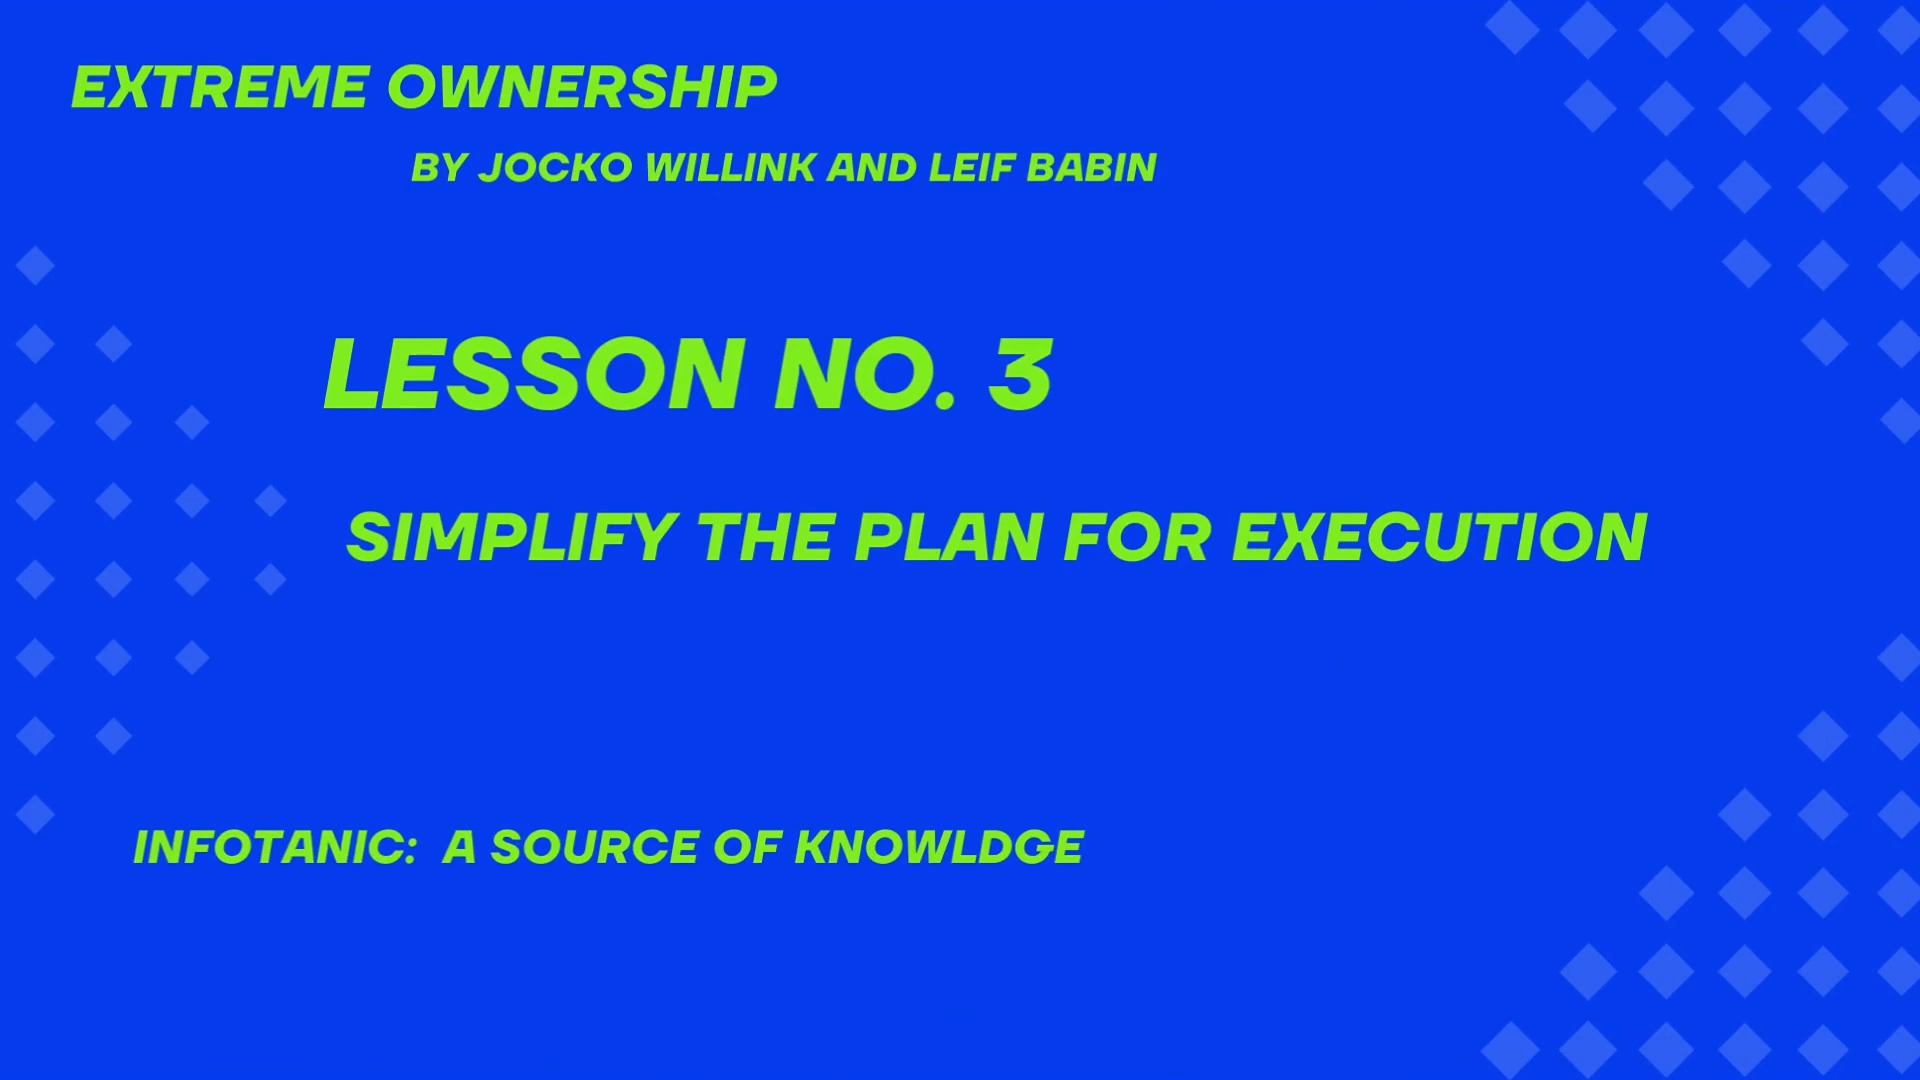 EXTREME OWNERSHIP
BY JOCKO WILLINK AND LEIF BABIN
LESSON NO. 3
SIMPLIFY THE PLAN FOR EXECUTION
INFOTANIC: A SOURCE OF KNOWLDGE